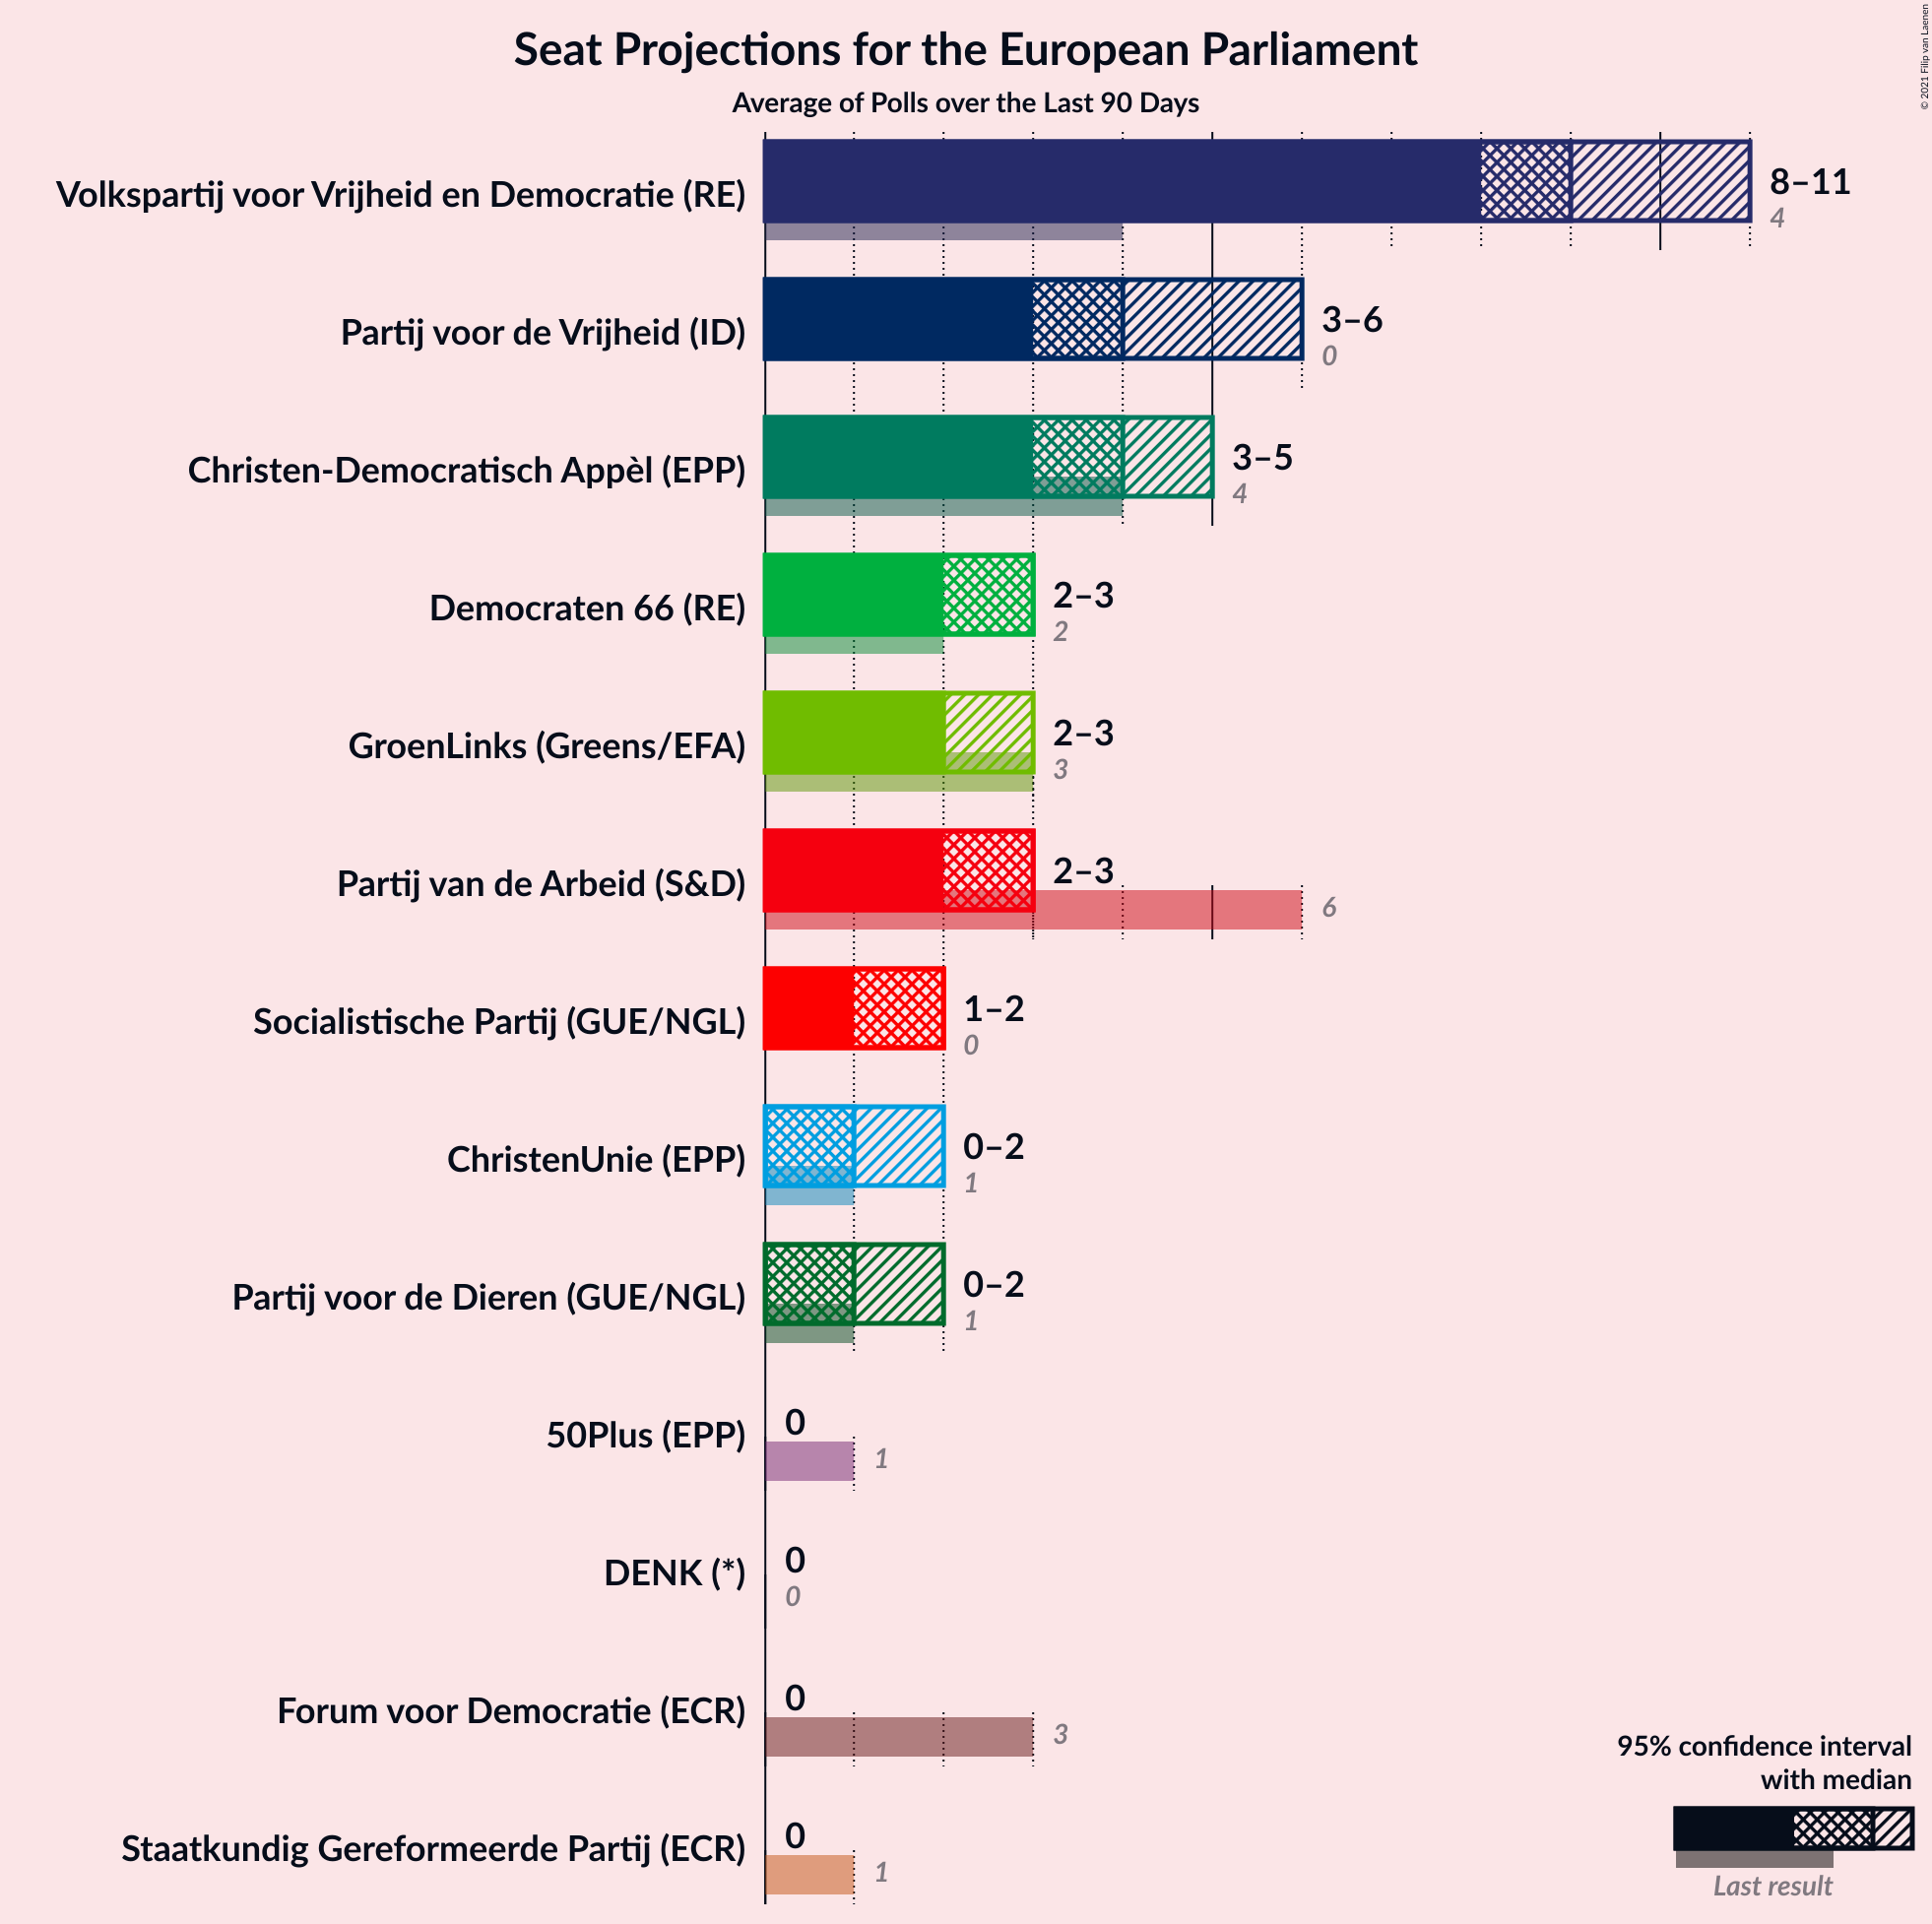 Seat Projections for the European Parliament
Average of Polls over the Last 90 Days
© 2021 Filip van Laenen
Volkspartij voor Vrijheid en Democratie (RE)
8–11
4
Partij voor de Vrijheid (ID)
3–6
0
Christen-Democratisch Appèl (EPP)
3–5
4
Democraten 66 (RE)
2–3
2
GroenLinks (Greens/EFA)
2–3
3
Partij van de Arbeid (S&D)
2–3
6
Socialistische Partij (GUE/NGL)
1–2
0
ChristenUnie (EPP)
0–2
1
Partij voor de Dieren (GUE/NGL)
0–2
1
50Plus (EPP)
0
1
DENK (*)
0
0
Forum voor Democratie (ECR)
0
3
Staatkundig Gereformeerde Partij (ECR)
0
1
95% confidence interval
with median
Last result